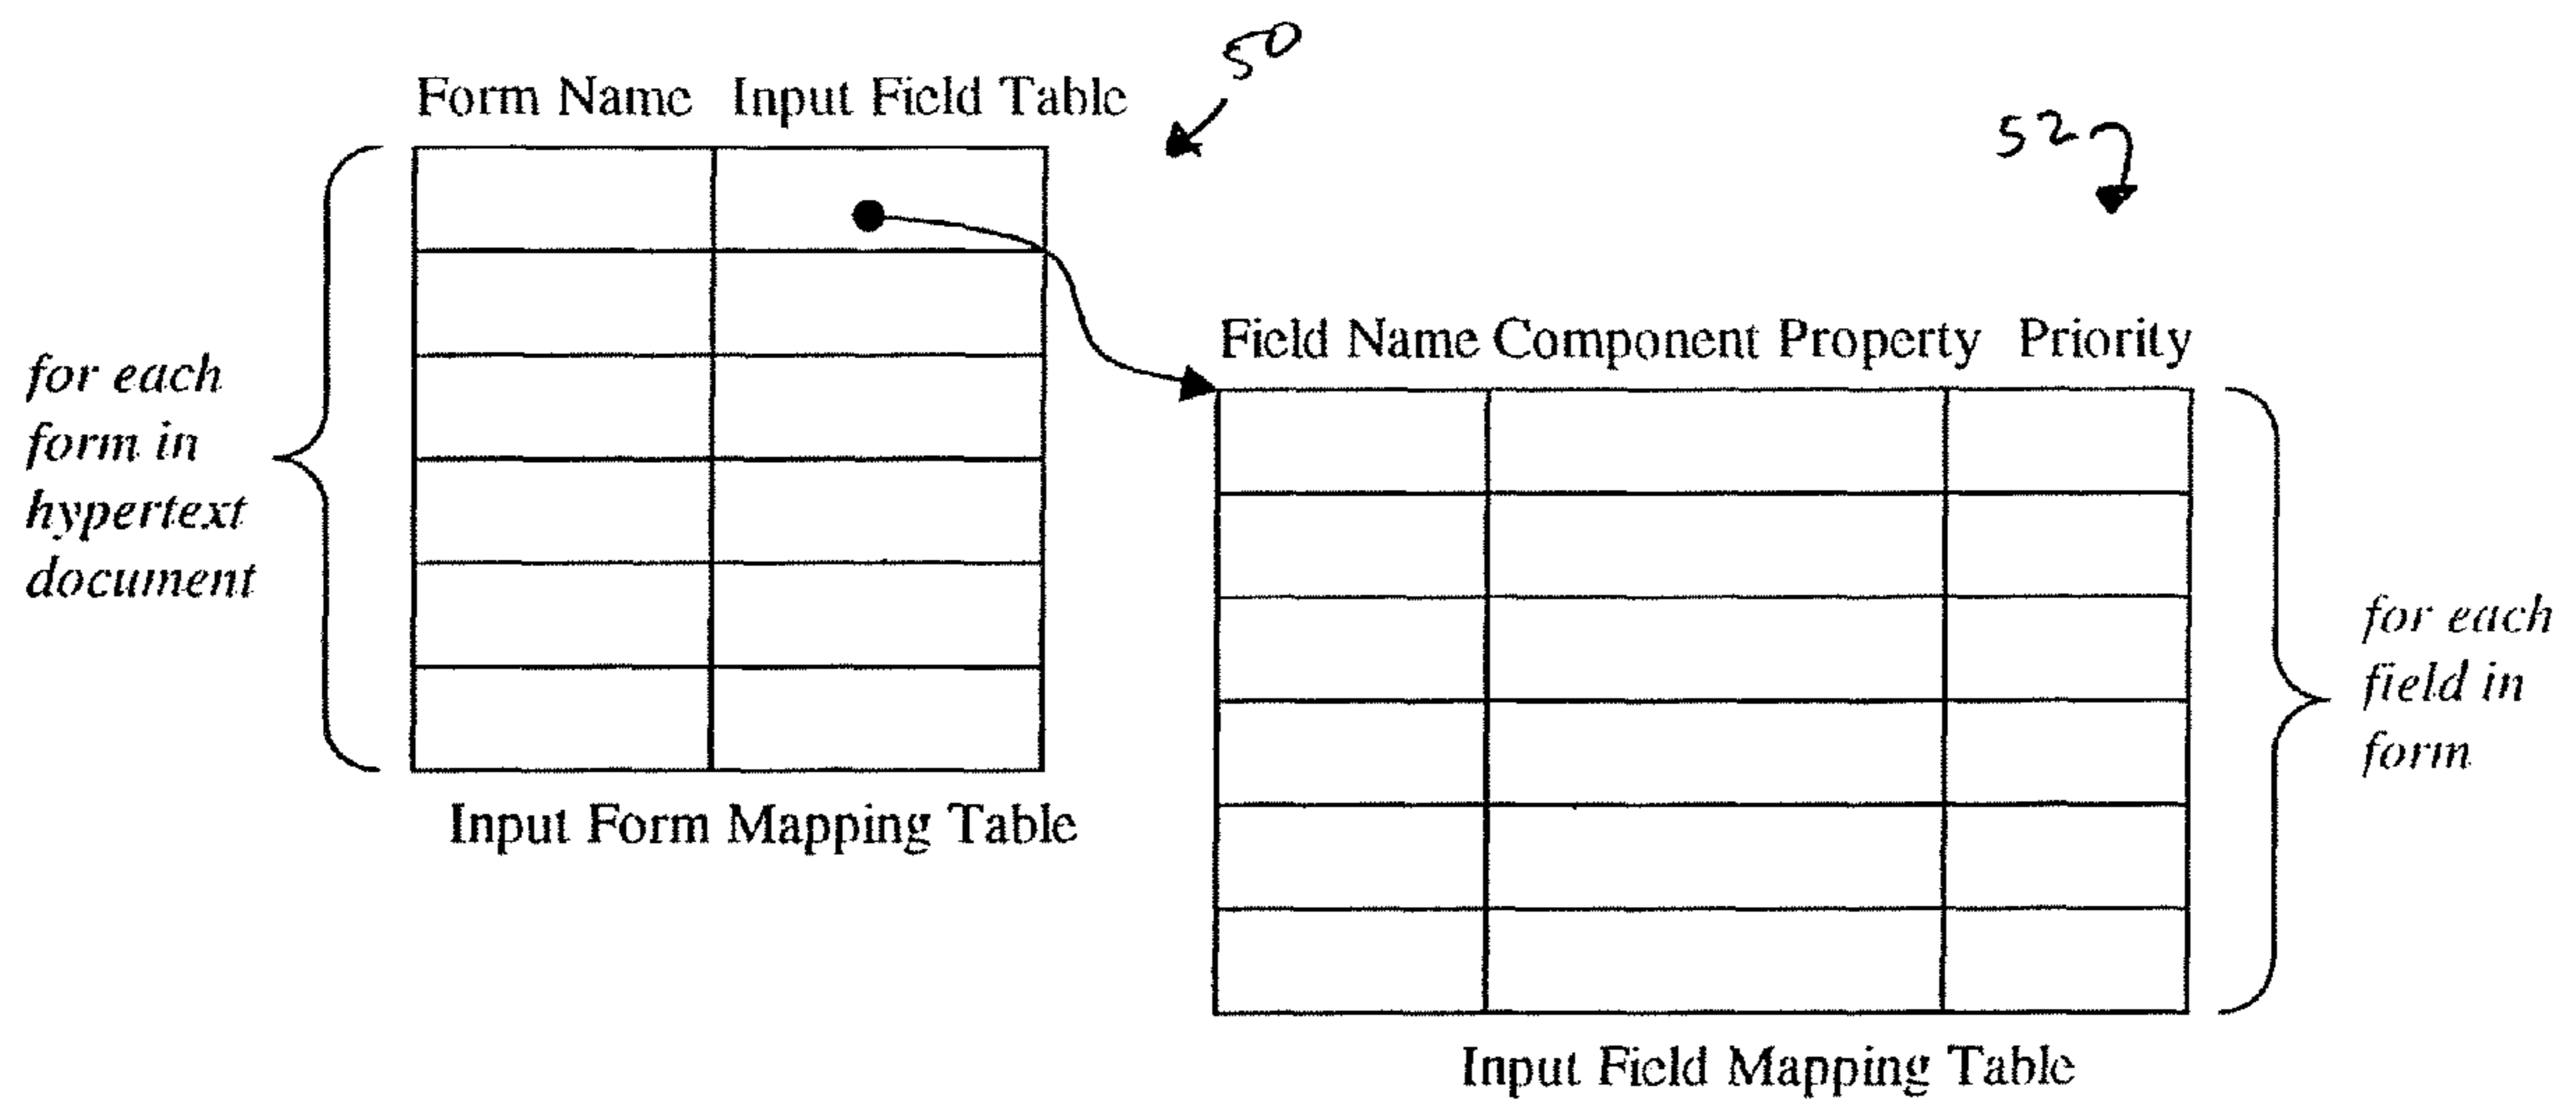 50
Form Name Input Field Table
52
Field Name Component Property Priority
for each
form in
hypertext
document
for each
field in
form
Input Form Mapping Table
Input Field Mapping Table